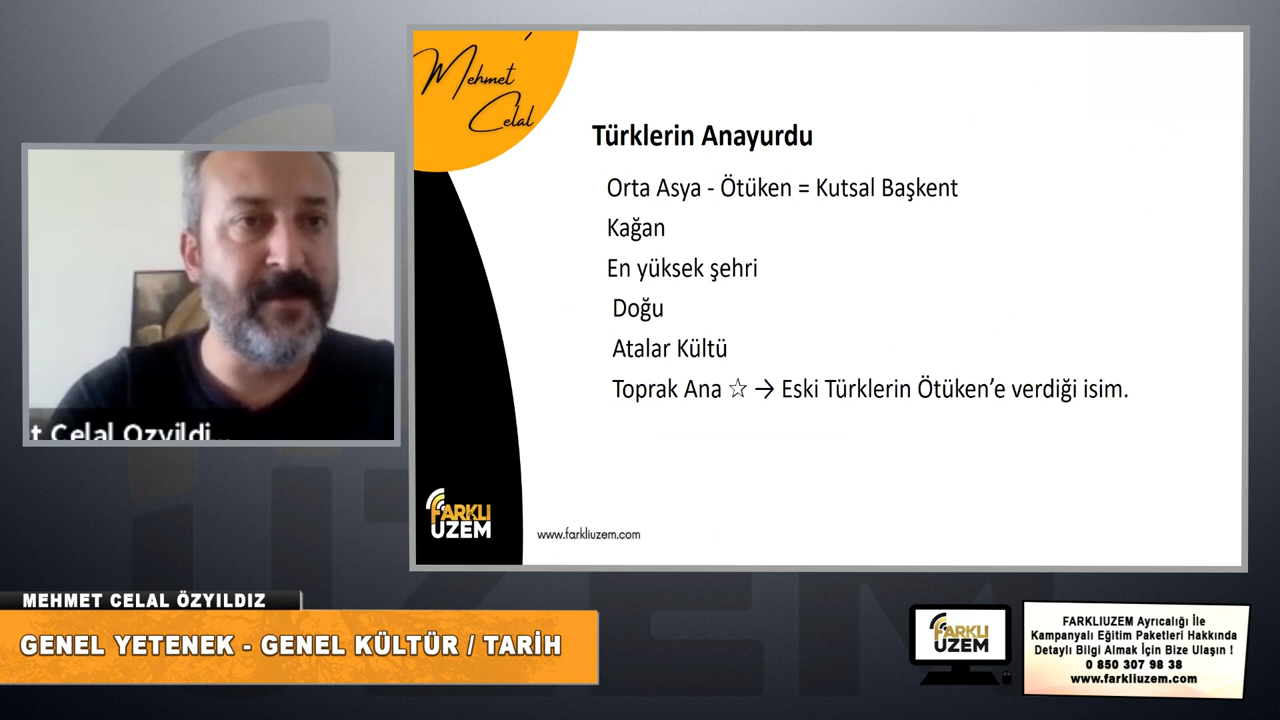 Mehmet
Celal
Türklerin Anayurdu
Orta Asya - Ötüken = Kutsal Başkent
Kağan
En yüksek şehri
Doğu
Atalar Kültü
Toprak Ana ☆ → Eski Türklerin Ötüken’e verdiği isim.
t Celal Ozyildi...
FARKLI
UZEM
www.farkliuzem.com
MEHMET CELAL ÖZYILDIZ
GENEL YETENEK - GENEL KÜLTÜR / TARİH
FARKLI
UZEM
FARKLIUZEM Ayrıcalığı İle
Kampanyalı Eğitim Paketleri Hakkında
Detaylı Bilgi Almak İçin Bize Ulaşın !
0 850 307 98 38
www.farkliuzem.com
UZEM